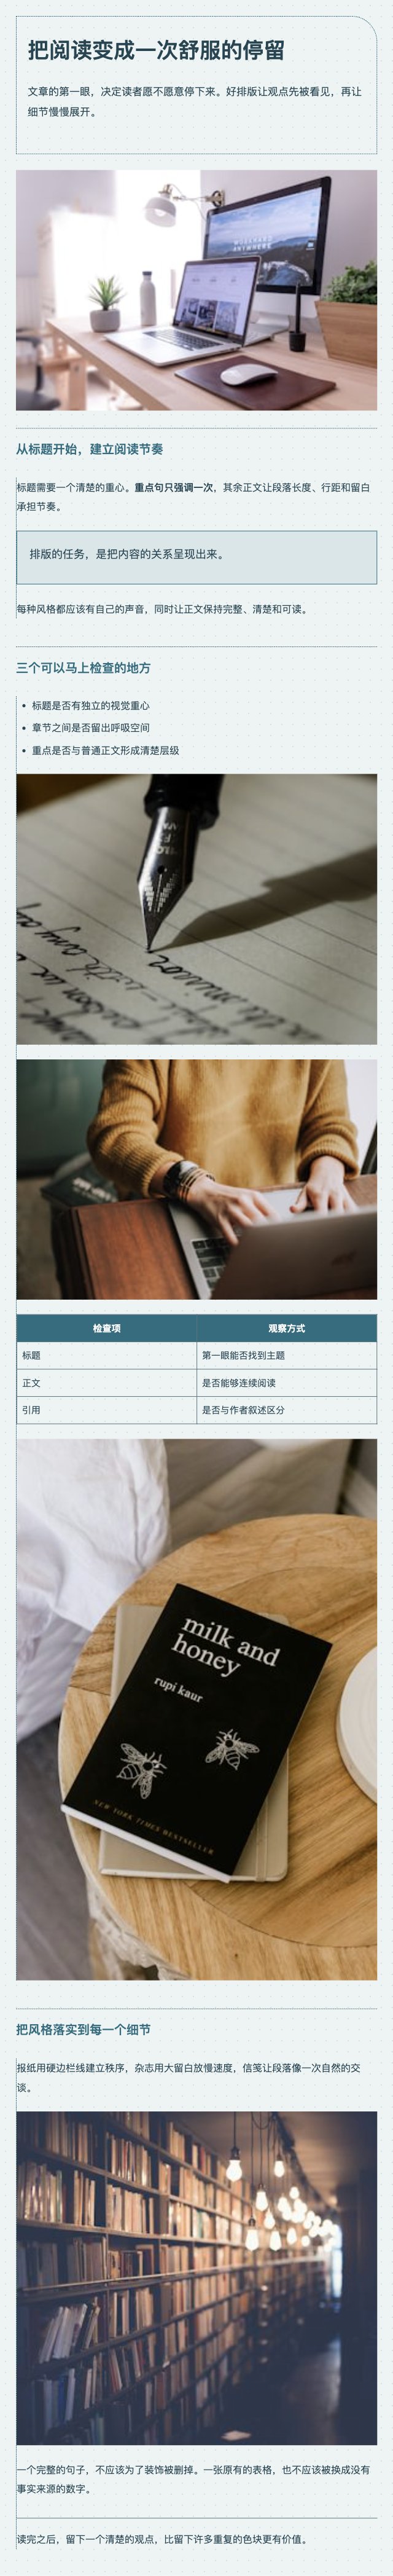 把阅读变成一次舒服的停留
文章的第一眼，决定读者愿不愿意停下来。好排版让观点先被看见，再让
细节慢慢展开。
从标题开始，建立阅读节奏
标题需要一个清楚的重心。重点句只强调一次，其余正文让段落长度、行距和留白
承担节奏。
排版的任务，是把内容的关系呈现出来。
每种风格都应该有自己的声音，同时让正文保持完整、清楚和可读。
三个可以马上检查的地方
标题是否有独立的视觉重心
章节之间是否留出呼吸空间
重点是否与普通正文形成清楚层级
检查项 观察方式
标题 第一眼能否找到主题
正文 是否能够连续阅读
引用 是否与作者叙述区分
milk and
honey
rupi kaur
NEW YORK TIMES BESTSELLER
把风格落实到每一个细节
报纸用硬边栏线建立秩序，杂志用大留白放慢速度，信笺让段落像一次自然的交
谈。
一个完整的句子，不应该为了装饰被删掉。一张原有的表格，也不应该被换成没有
事实来源的数字。
读完之后，留下一个清楚的观点，比留下许多重复的色块更有价值。